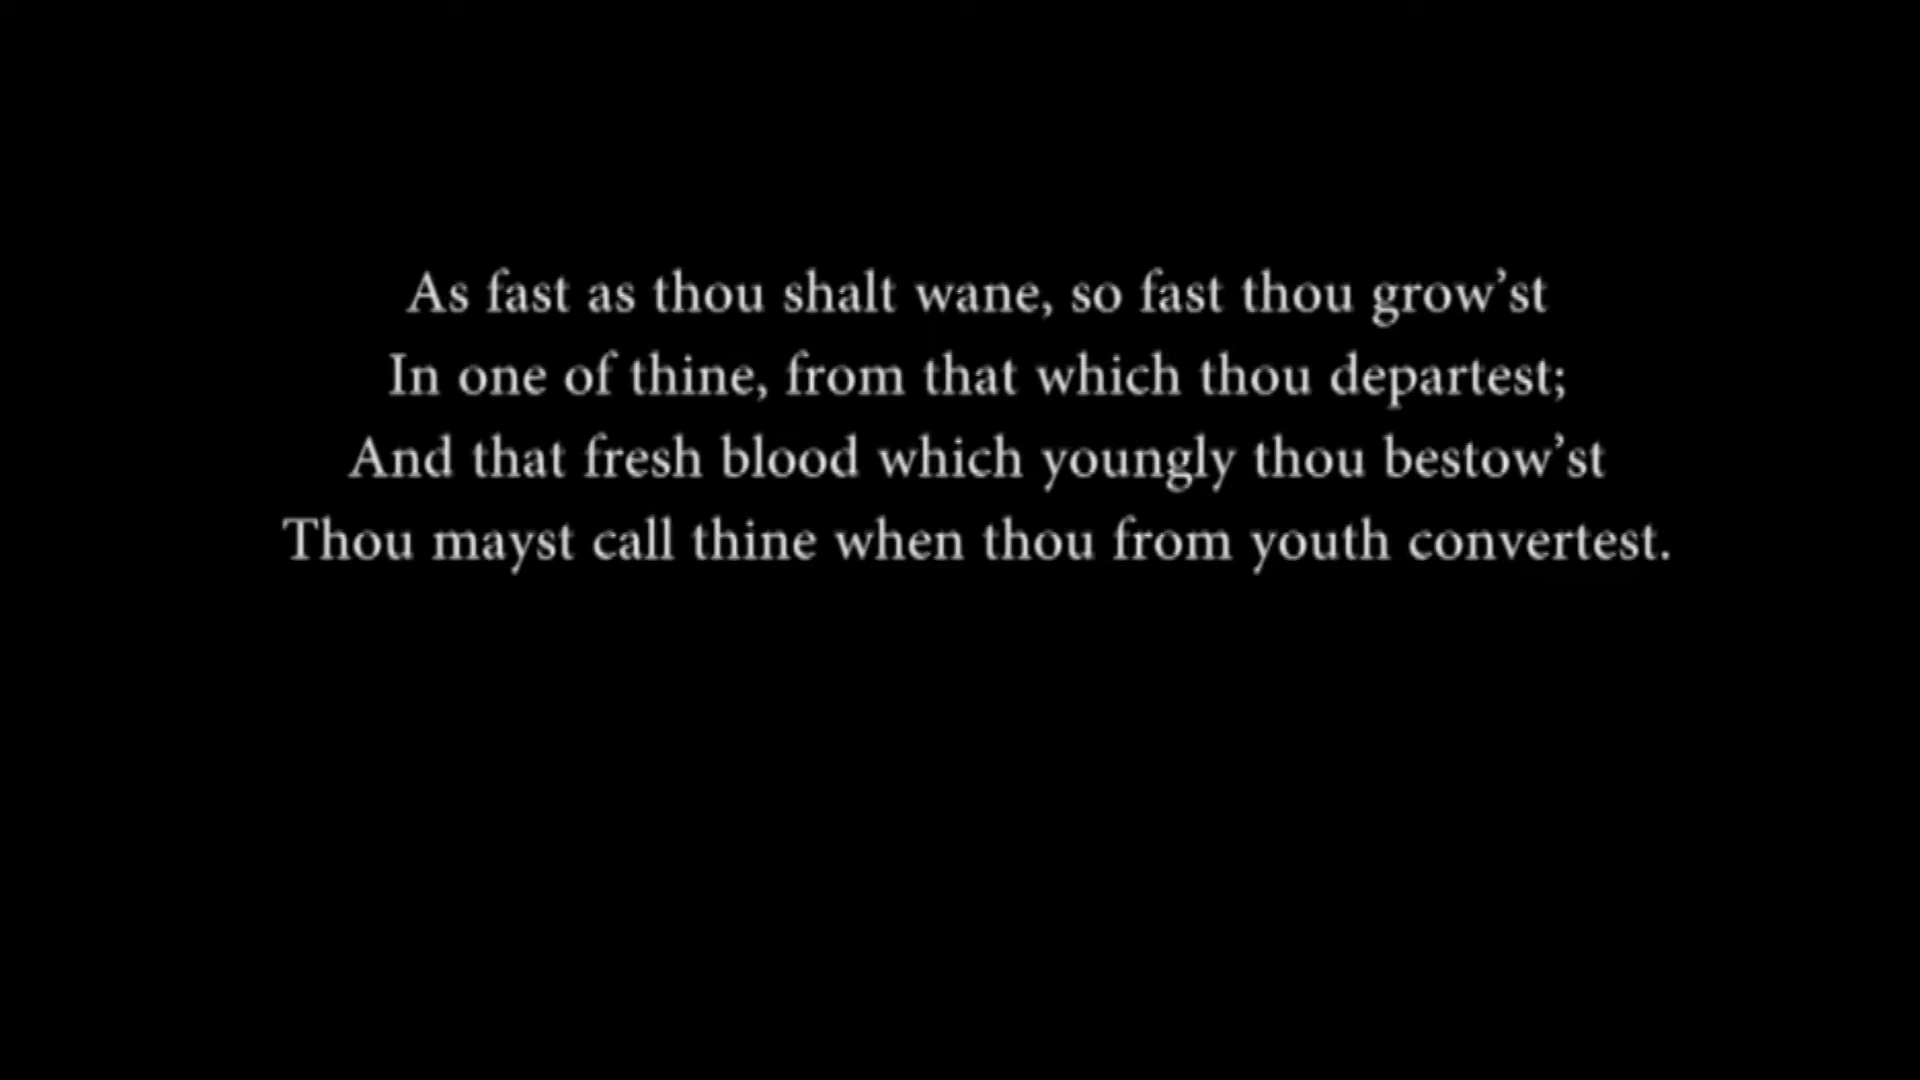 As fast as thou shalt wane, so fast thou grow’st
In one of thine, from that which thou departest;
And that fresh blood which youngly thou bestow’st
Thou mayst call thine when thou from youth convertest.